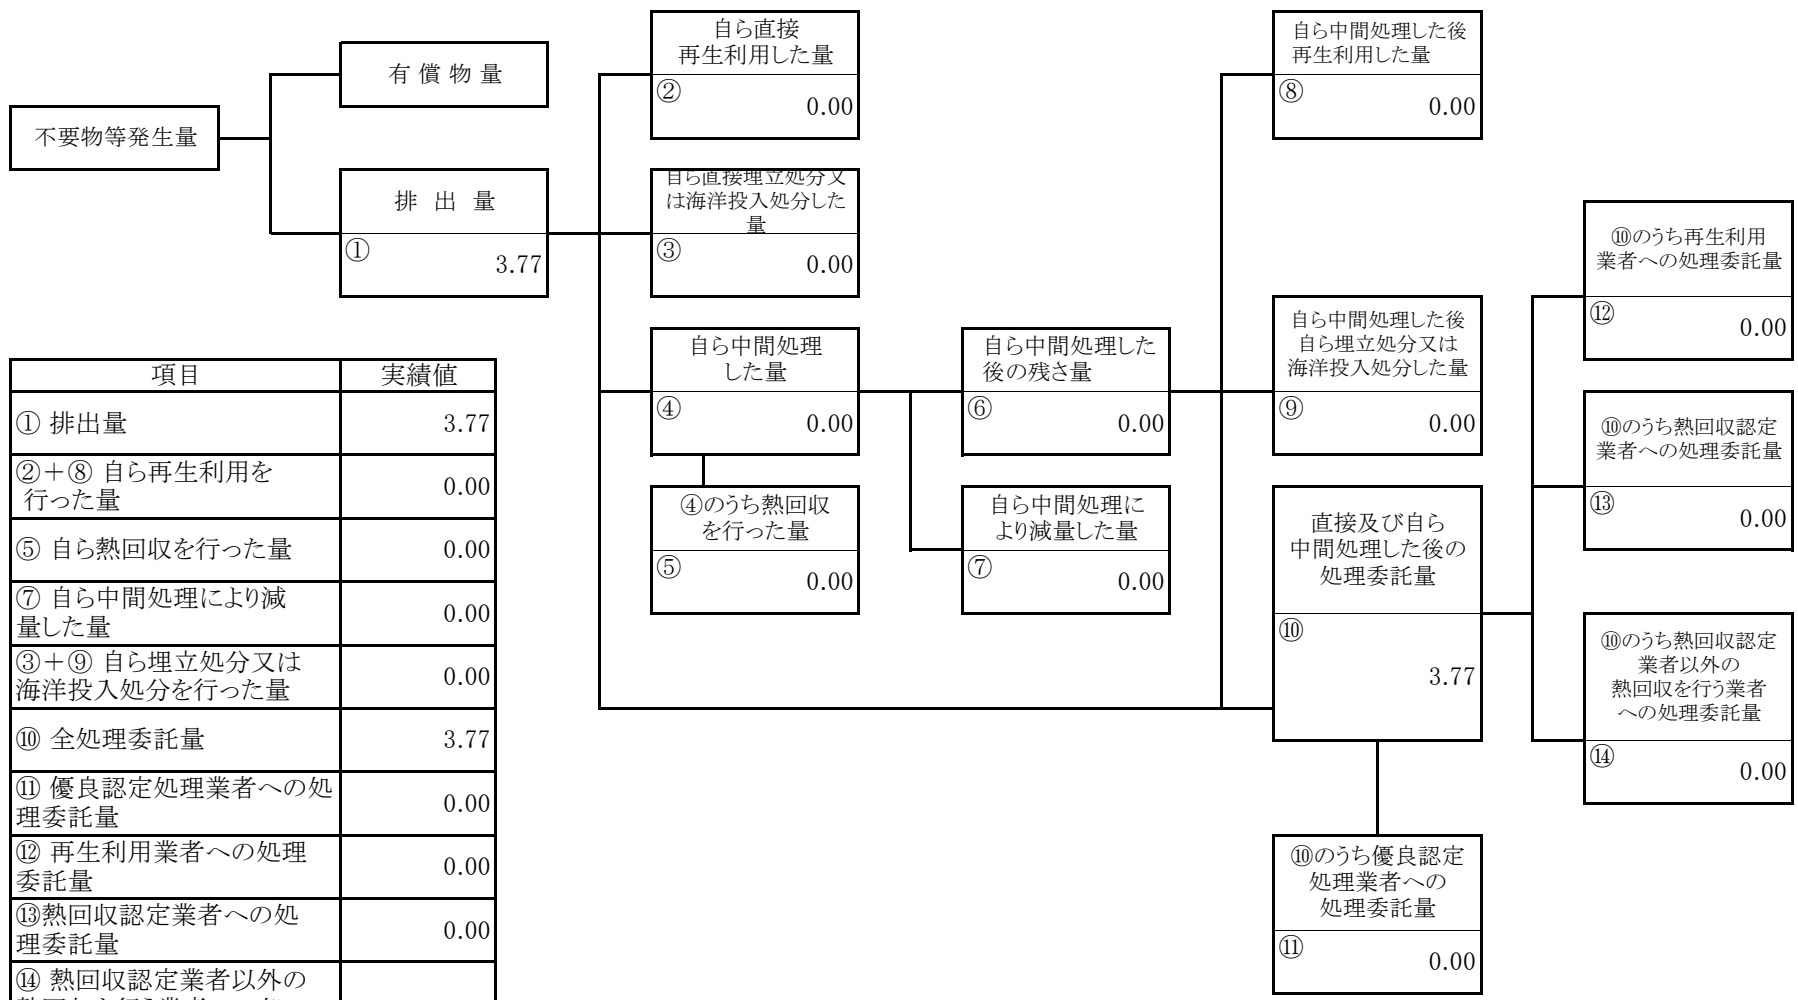 不要物等発生量
有 償 物 量
排 出 量
①
3.77
自ら直接
再生利用した量
②
0.00
自ら直接埋立処分又
は海洋投入処分した
量
③
0.00
自ら中間処理
した量
④
0.00
④のうち熱回収
を行った量
⑤
0.00
自ら中間処理した
後の残さ量
⑥
0.00
自ら中間処理に
より減量した量
⑦
0.00
自ら中間処理した後
再生利用した量
⑧
0.00
自ら中間処理した後
自ら埋立処分又は
海洋投入処分した量
⑨
0.00
直接及び自ら
中間処理した後の
処理委託量
⑩
3.77
⑩のうち優良認定
処理業者への
処理委託量
⑪
0.00
⑩のうち再生利用
業者への処理委託量
⑫
0.00
⑩のうち熱回収認定
業者への処理委託量
⑬
0.00
⑩のうち熱回収認定
業者以外の
熱回収を行う業者
への処理委託量
⑭
0.00
項目 実績値
① 排出量 3.77
②＋⑧ 自ら再生利用を
行った量 0.00
⑤ 自ら熱回収を行った量 0.00
⑦ 自ら中間処理により減
量した量 0.00
③＋⑨ 自ら埋立処分又は
海洋投入処分を行った量 0.00
⑩ 全処理委託量 3.77
⑪ 優良認定処理業者への処
理委託量 0.00
⑫ 再生利用業者への処理
委託量 0.00
⑬熱回収認定業者への処
理委託量 0.00
⑭ 熱回収認定業者以外の